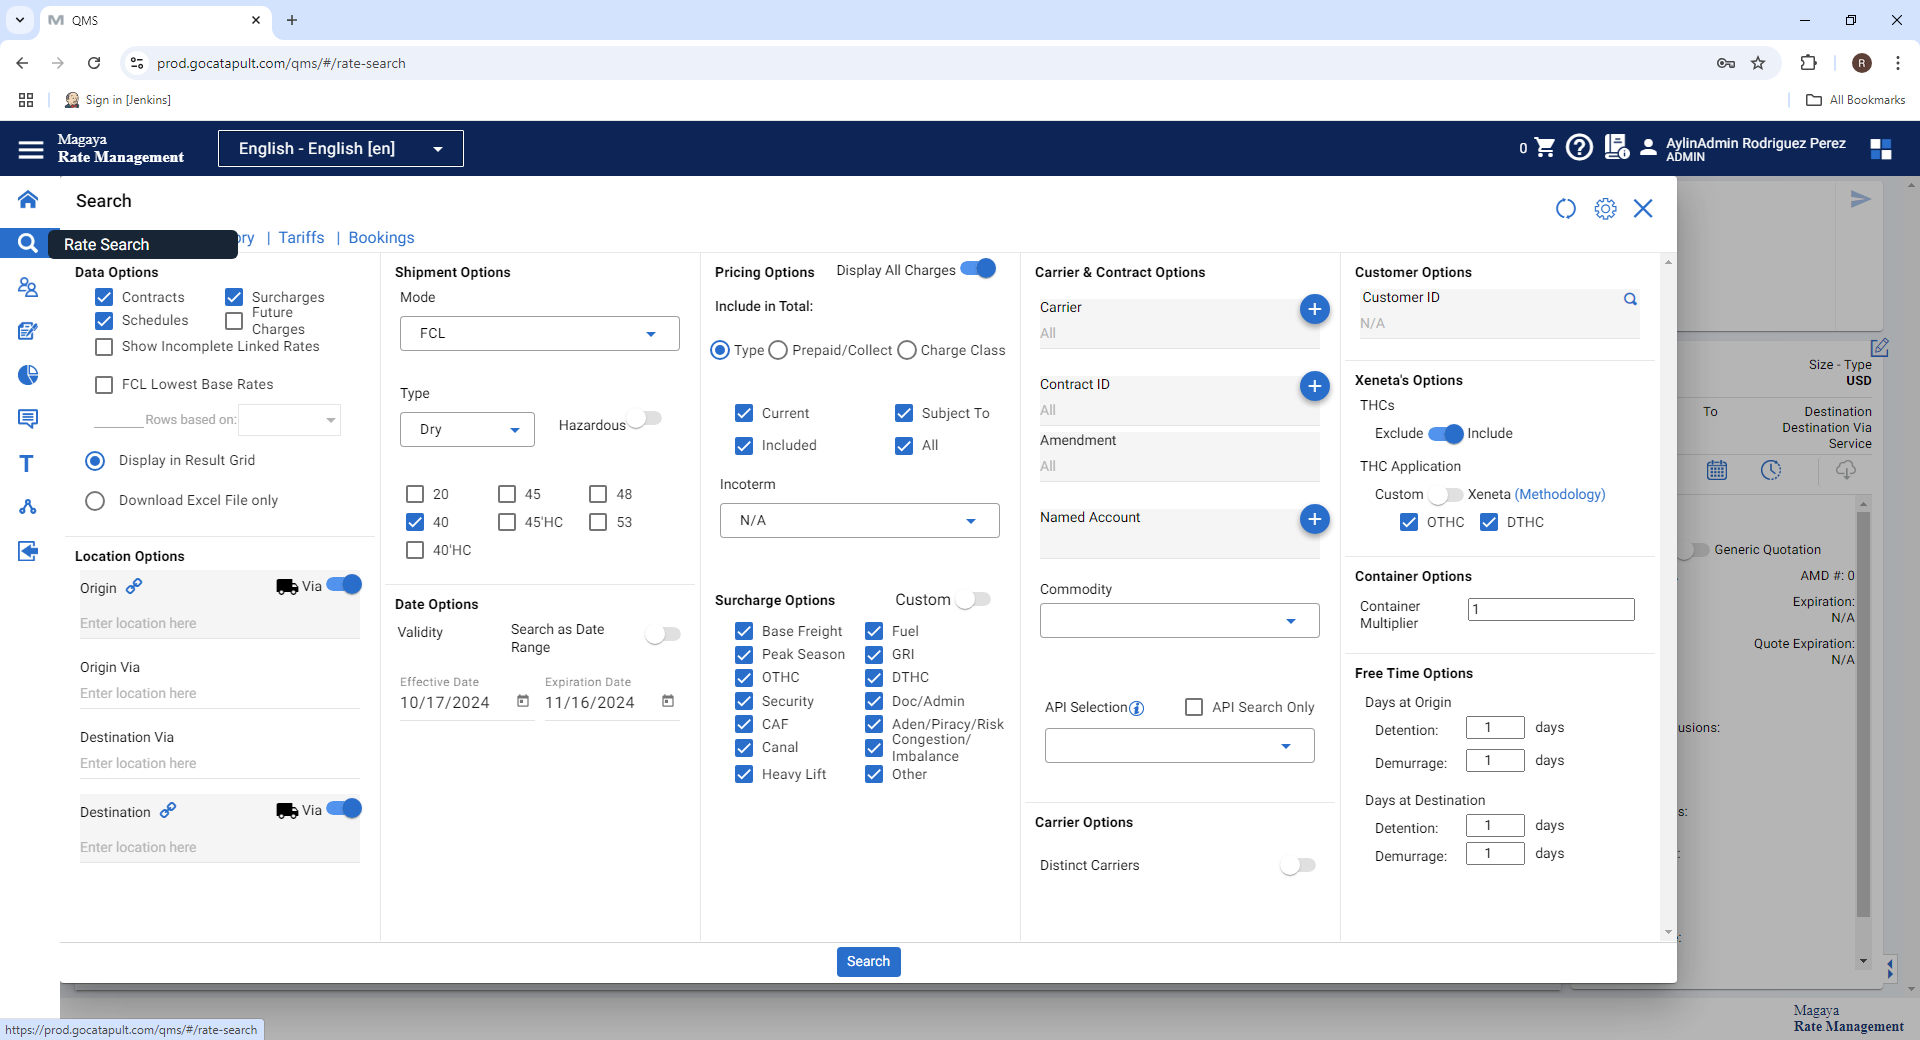 QMS
prod.gocatapult.com/qms/#/rate-search
R
Sign in [Jenkins]
All Bookmarks
Magaya
Rate Management
English - English [en]
0
AylinAdmin Rodriguez Perez
ADMIN
Search
Rate Search
ory | Tariffs | Bookings
Data Options
Contracts
Surcharges
Schedules
Future
Charges
Show Incomplete Linked Rates
FCL Lowest Base Rates
Rows based on:
Display in Result Grid
Download Excel File only
Location Options
Origin
Via
Enter location here
Origin Via
Enter location here
Destination Via
Enter location here
Destination
Via
Enter location here
Shipment Options
Mode
FCL
Type
Dry
Hazardous
20
45
48
40
45'HC
53
40'HC
Date Options
Validity
Search as Date
Range
Effective Date
10/17/2024
Expiration Date
11/16/2024
Pricing Options
Display All Charges
Include in Total:
Type
Prepaid/Collect
Charge Class
Current
Subject To
Included
All
Incoterm
N/A
Surcharge Options
Custom
Base Freight
Fuel
Peak Season
GRI
OTHC
DTHC
Security
Doc/Admin
CAF
Aden/Piracy/Risk
Canal
Congestion/
Imbalance
Heavy Lift
Other
Carrier & Contract Options
Carrier
All
Contract ID
All
Amendment
All
Named Account
Commodity
API Selection
API Search Only
Carrier Options
Distinct Carriers
Customer Options
Customer ID
N/A
Xeneta's Options
THCs
Exclude
Include
THC Application
Custom
Xeneta (Methodology)
OTHC
DTHC
Container Options
Container
Multiplier
1
Free Time Options
Days at Origin
Detention:
1
days
Demurrage:
1
days
Days at Destination
Detention:
1
days
Demurrage:
1
days
Search
Size - Type
USD
To
Destination
Destination Via
Service
Generic Quotation
AMD #: 0
Expiration:
N/A
Quote Expiration:
N/A
usions:
s:
Magaya
Rate Management
https://prod.gocatapult.com/qms/#/rate-search